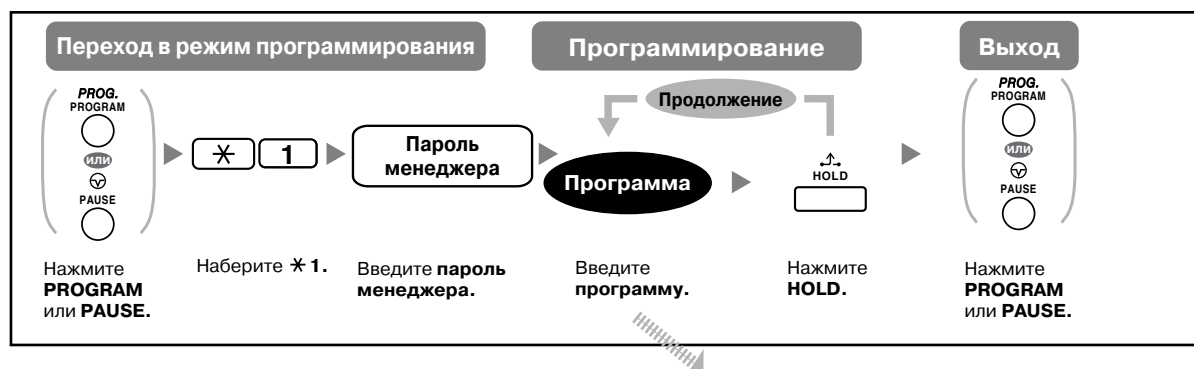 Переход в режим программирования
Программирование
Выход
PROG.
PROGRAM
или
PAUSE
✳ 1
Пароль
менеджера
Продолжение
Программа
HOLD
PROG.
PROGRAM
или
PAUSE
Нажмите
PROGRAM
или PAUSE.
Наберите ✳ 1.
Введите пароль
менеджера.
Введите
программу.
Нажмите
HOLD.
Нажмите
PROGRAM
или PAUSE.